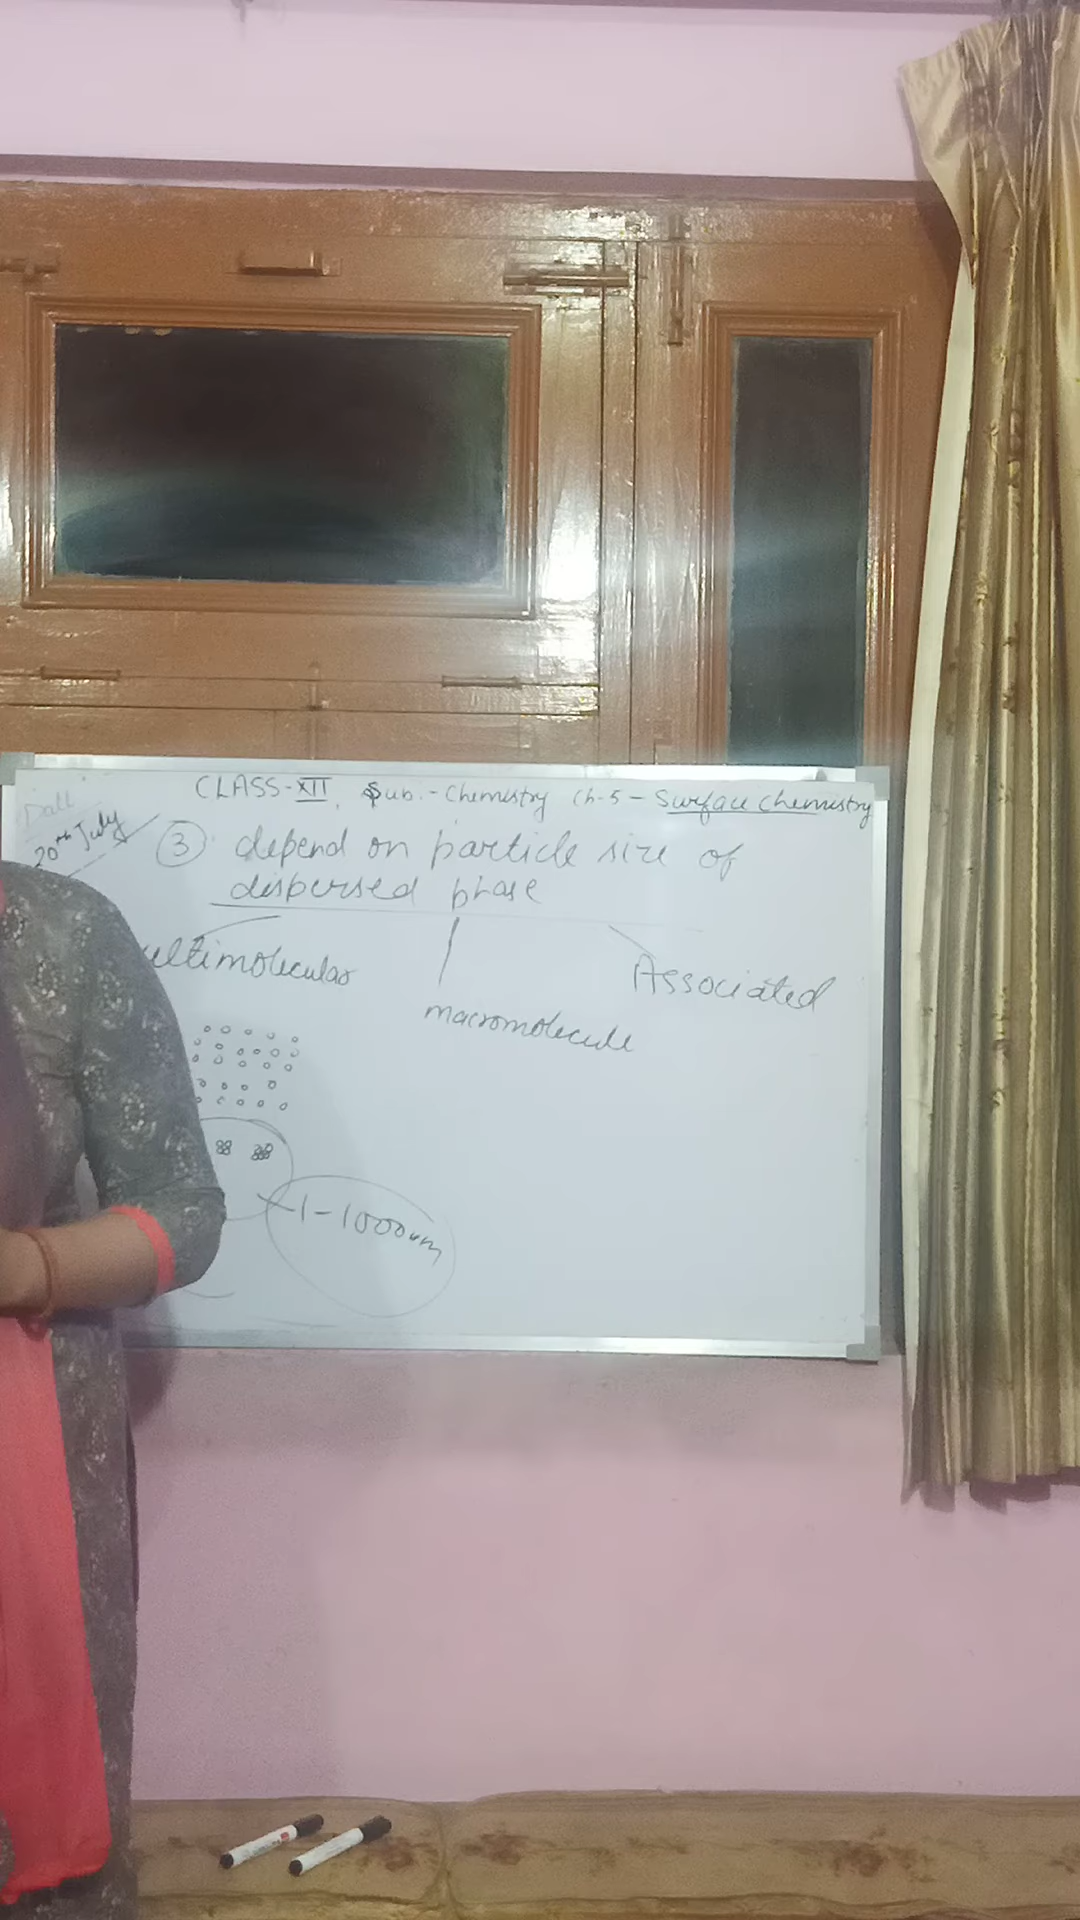 CLASS-XII, Sub:- Chemistry Ch-5- Surface Chemistry
20th July
③ depend on particle size of
dispersed phase
ultimolecular
Associated
macromolecule
1-1000nm